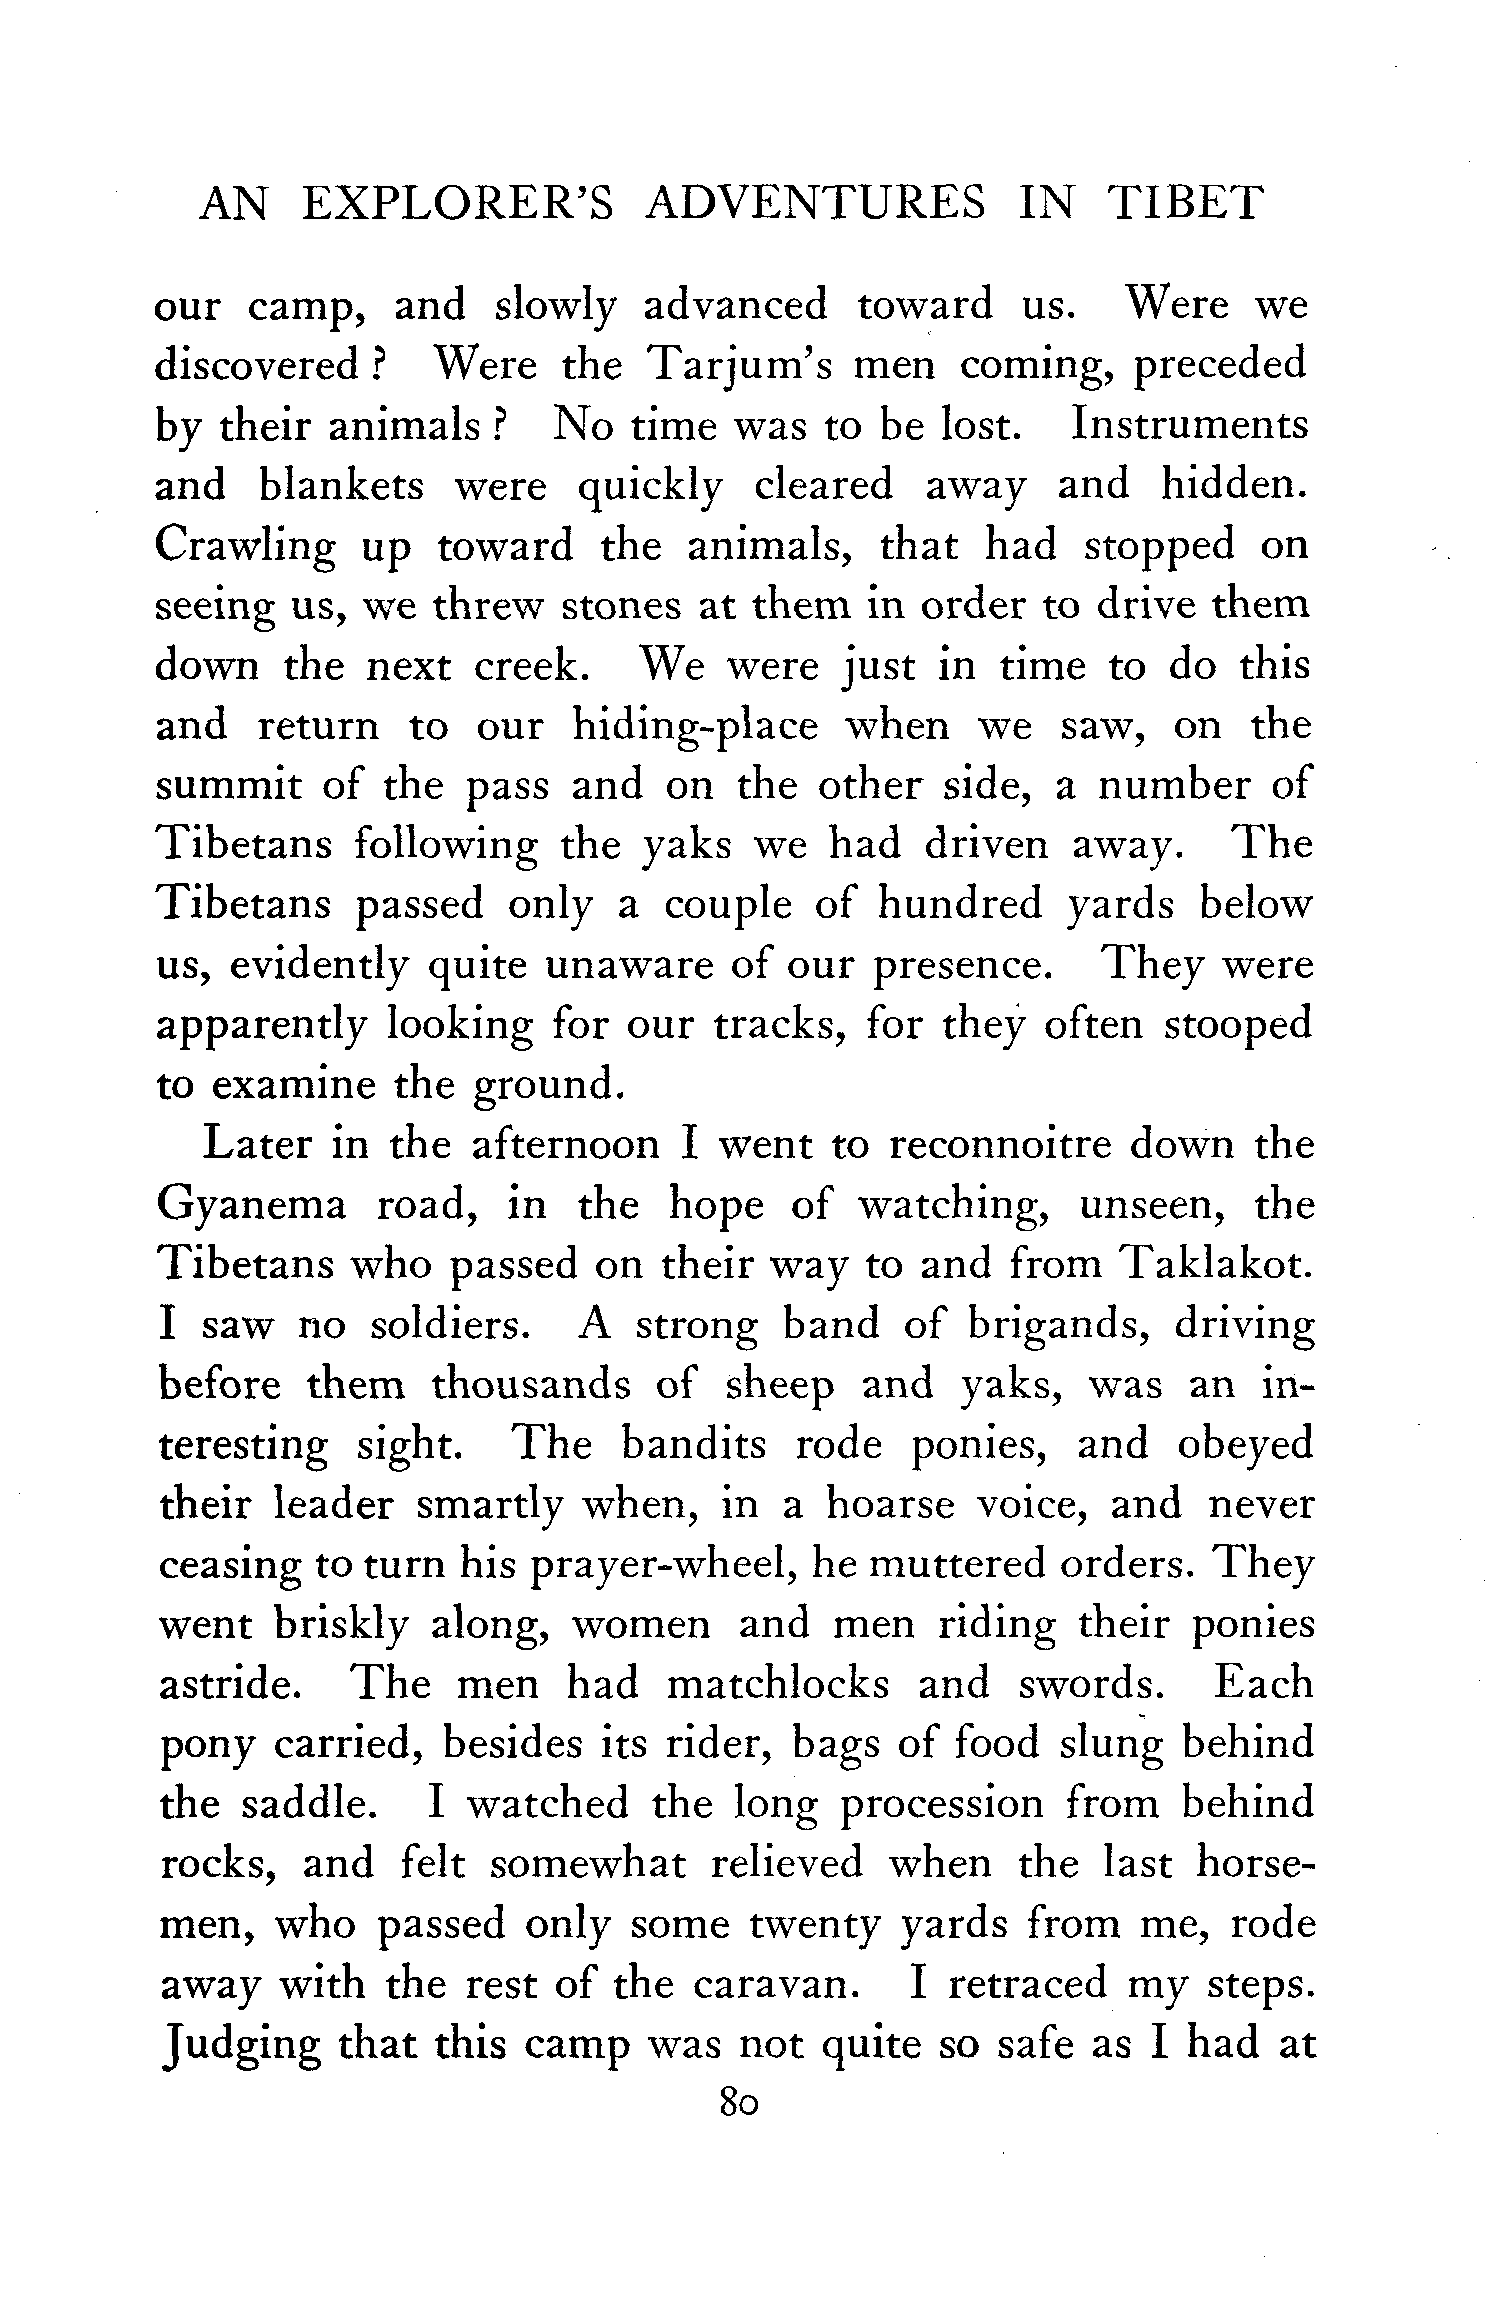 AN EXPLORER'S ADVENTURES IN TIBET
our camp, and slowly advanced toward us. Were we
discovered ? Were the Tarjum's men coming, preceded
by their animals ? No time was to be lost. Instruments
and blankets were quickly cleared away and hidden.
Crawling up toward the animals, that had stopped on
seeing us, we threw stones at them in order to drive them
down the next creek. We were just in time to do this
and return to our hiding-place when we saw, on the
summit of the pass and on the other side, a number of
Tibetans following the yaks we had driven away. The
Tibetans passed only a couple of hundred yards below
us, evidently quite unaware of our presence. They were
apparently looking for our tracks, for they often stooped
to examine the ground.
Later in the afternoon I went to reconnoitre down the
Gyanema road, in the hope of watching, unseen, the
Tibetans who passed on their way to and from Taklakot.
I saw no soldiers. A strong band of brigands, driving
before them thousands of sheep and yaks, was an in-
teresting sight. The bandits rode ponies, and obeyed
their leader smartly when, in a hoarse voice, and never
ceasing to turn his prayer-wheel, he muttered orders. They
went briskly along, women and men riding their ponies
astride. The men had matchlocks and swords. Each
pony carried, besides its rider, bags of food slung behind
the saddle. I watched the long procession from behind
rocks, and felt somewhat relieved when the last horse-
men, who passed only some twenty yards from me, rode
away with the rest of the caravan. I retraced my steps.
Judging that this camp was not quite so safe as I had at
80